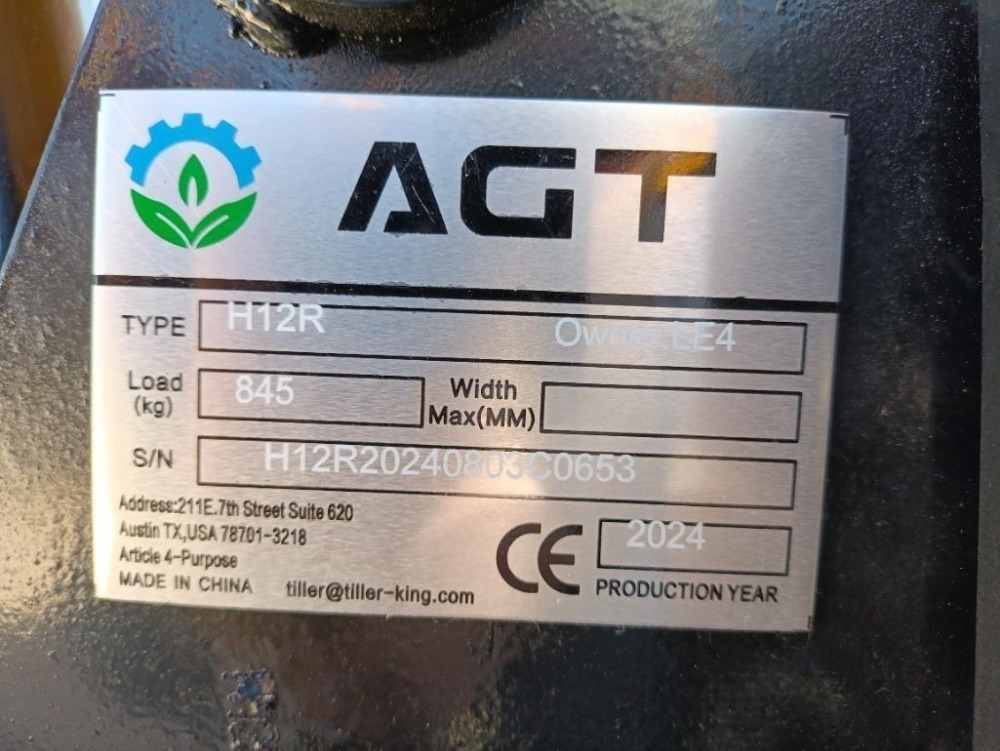 AGT
TYPE H12R Owner:LE4
Load (kg) 845 Width Max(MM)
S/N H12R20240803C0653
Address:211E.7th Street Suite 620
Austin TX,USA 78701-3218
Article 4-Purpose
MADE IN CHINA tiller@tiller-king.com
CE 2024
PRODUCTION YEAR